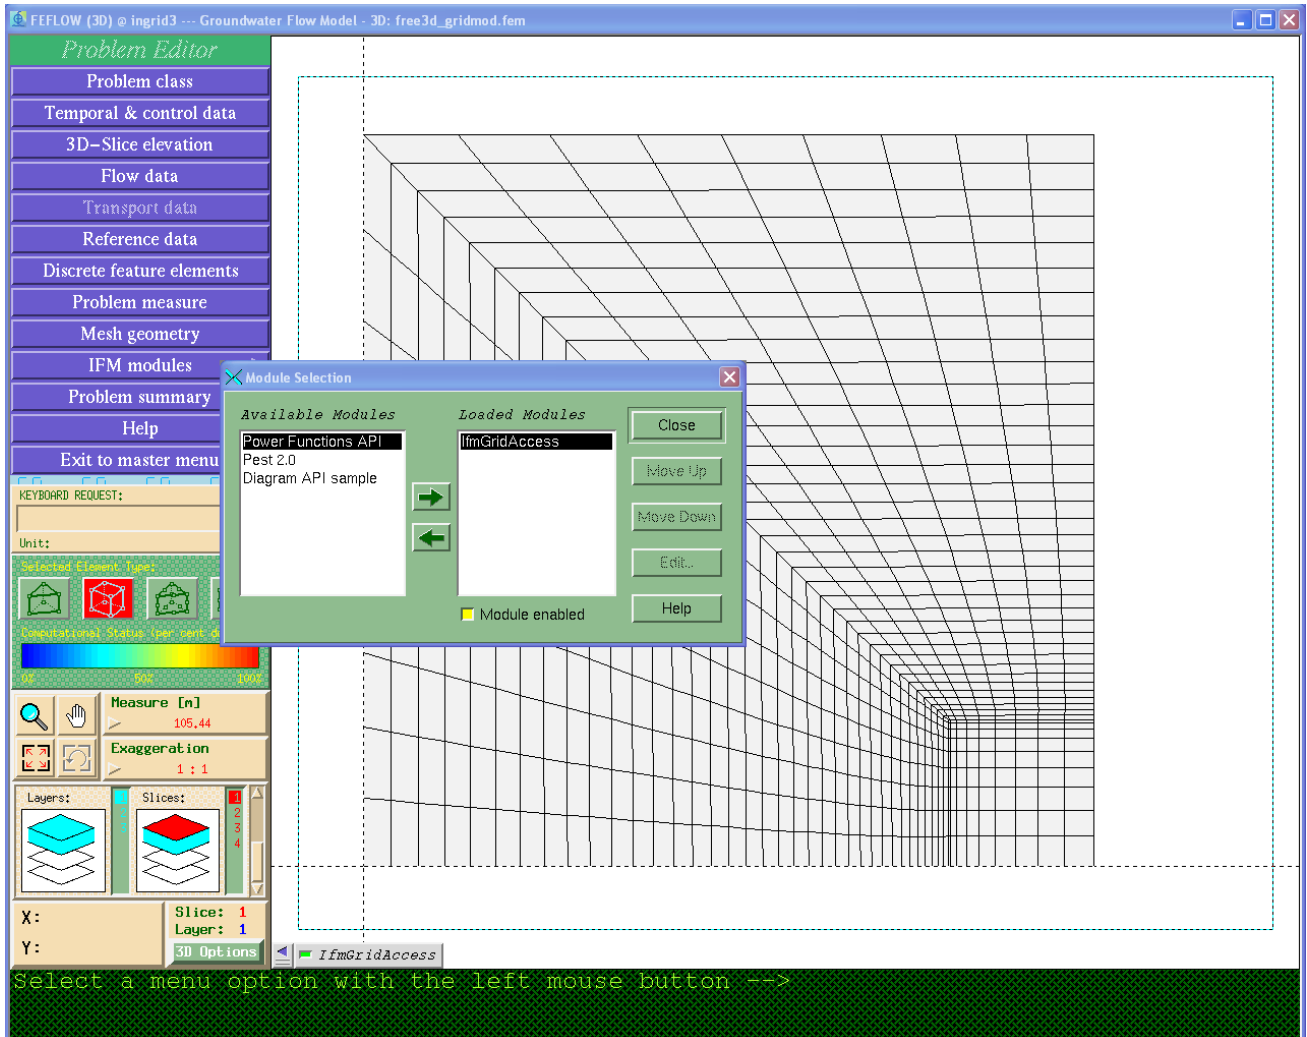 FEFLOW (3D) @ ingrid3 --- Groundwater Flow Model - 3D: free3d_gridmod.fem
Problem Editor
Problem class
Temporal & control data
3D-Slice elevation
Flow data
Transport data
Reference data
Discrete feature elements
Problem measure
Mesh geometry
IFM modules
Problem summary
Help
Exit to master menu
Module Selection
Available Modules
Power Functions API
Pest 2.0
Diagram API sample
Loaded Modules
IfmGridAccess
Module enabled
Close
Move Up
Move Down
Edit...
Help
KEYBOARD REQUEST:
Unit:
Selected Element Type:
Computational Status (per cent
0% 50% 100%
Measure [m]
105.44
Exaggeration
1 : 1
Layers:
1
2
3
Slices:
1
2
3
4
X:
Y:
Slice: 1
Layer: 1
3D Options
IfmGridAccess
Select a menu option with the left mouse button -->